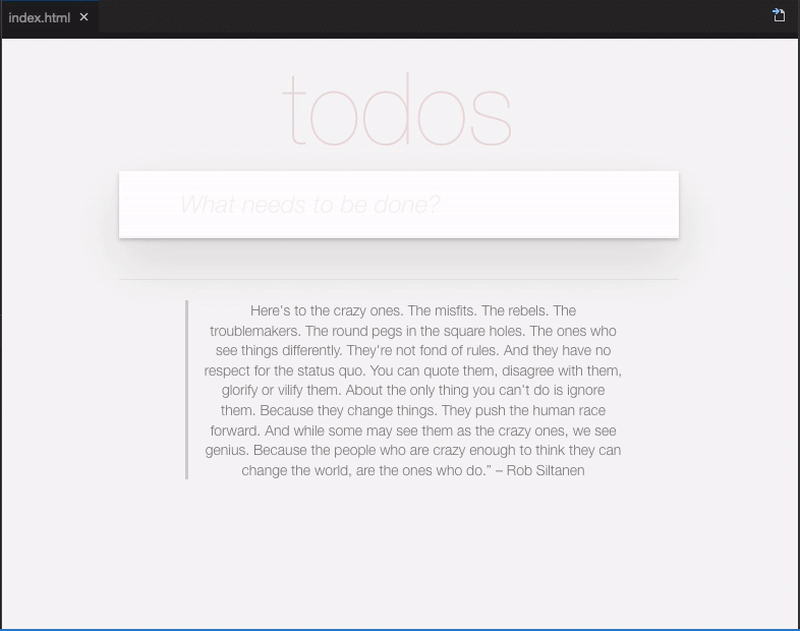 index.html
todos
What needs to be done?
Here's to the crazy ones. The misfits. The rebels. The
troublemakers. The round pegs in the square holes. The ones who
see things differently. They're not fond of rules. And they have no
respect for the status quo. You can quote them, disagree with them,
glorify or vilify them. About the only thing you can't do is ignore
them. Because they change things. They push the human race
forward. And while some may see them as the crazy ones, we see
genius. Because the people who are crazy enough to think they can
change the world, are the ones who do.” – Rob Siltanen